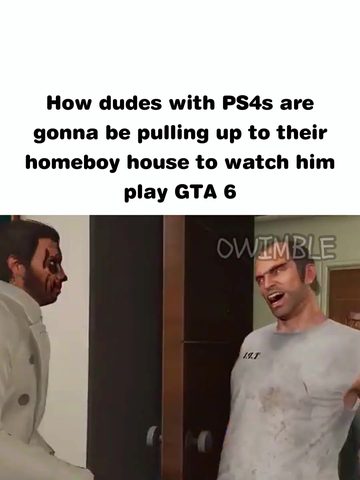 How dudes with PS4s are
gonna be pulling up to their
homeboy house to watch him
play GTA 6
OWIMBLE